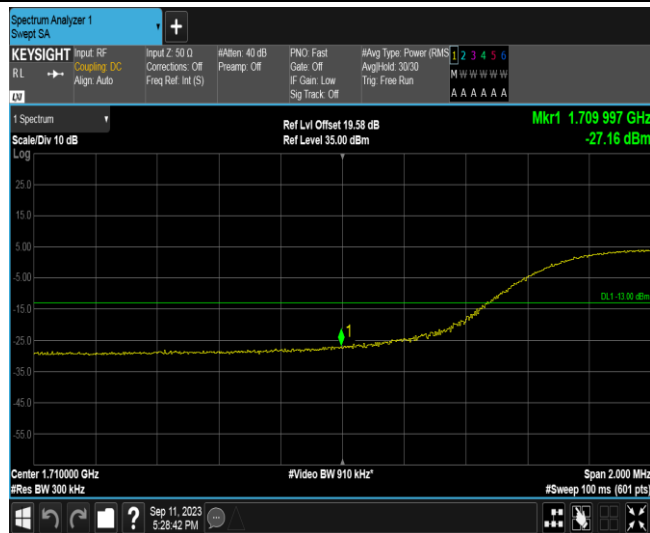 Spectrum Analyzer 1
Swept SA
+
KEYSIGHT
RL
LXI
Input: RF
Coupling: DC
Align: Auto
Input Z: 50 Ω
Corrections: Off
Freq Ref: Int (S)
#Atten: 40 dB
Preamp: Off
PNO: Fast
Gate: Off
IF Gain: Low
Sig Track: Off
#Avg Type: Power (RMS
Avg|Hold: 30/30
Trig: Free Run
1 2 3 4 5 6
M W W W W W
A A A A A A
1 Spectrum
Scale/Div 10 dB
Log
Ref Lvl Offset 19.58 dB
Ref Level 35.00 dBm
Mkr1 1.709 997 GHz
-27.16 dBm
25.0
15.0
5.00
-5.00
DL1 -13.00 dBm
-15.0
1
-25.0
-35.0
-45.0
-55.0
Center 1.710000 GHz
#Res BW 300 kHz
#Video BW 910 kHz*
Span 2.000 MHz
#Sweep 100 ms (601 pts)
?
Sep 11, 2023
5:28:42 PM